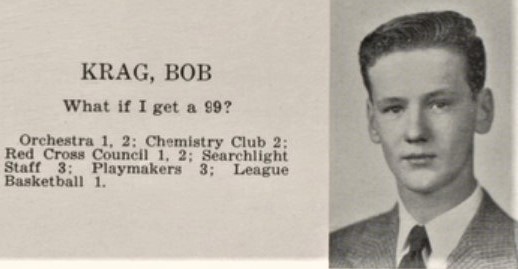 KRAG, BOB
What if I get a 99?
Orchestra 1, 2; Chemistry Club 2;
Red Cross Council 1, 2; Searchlight
Staff 3; Playmakers 3; League
Basketball 1.